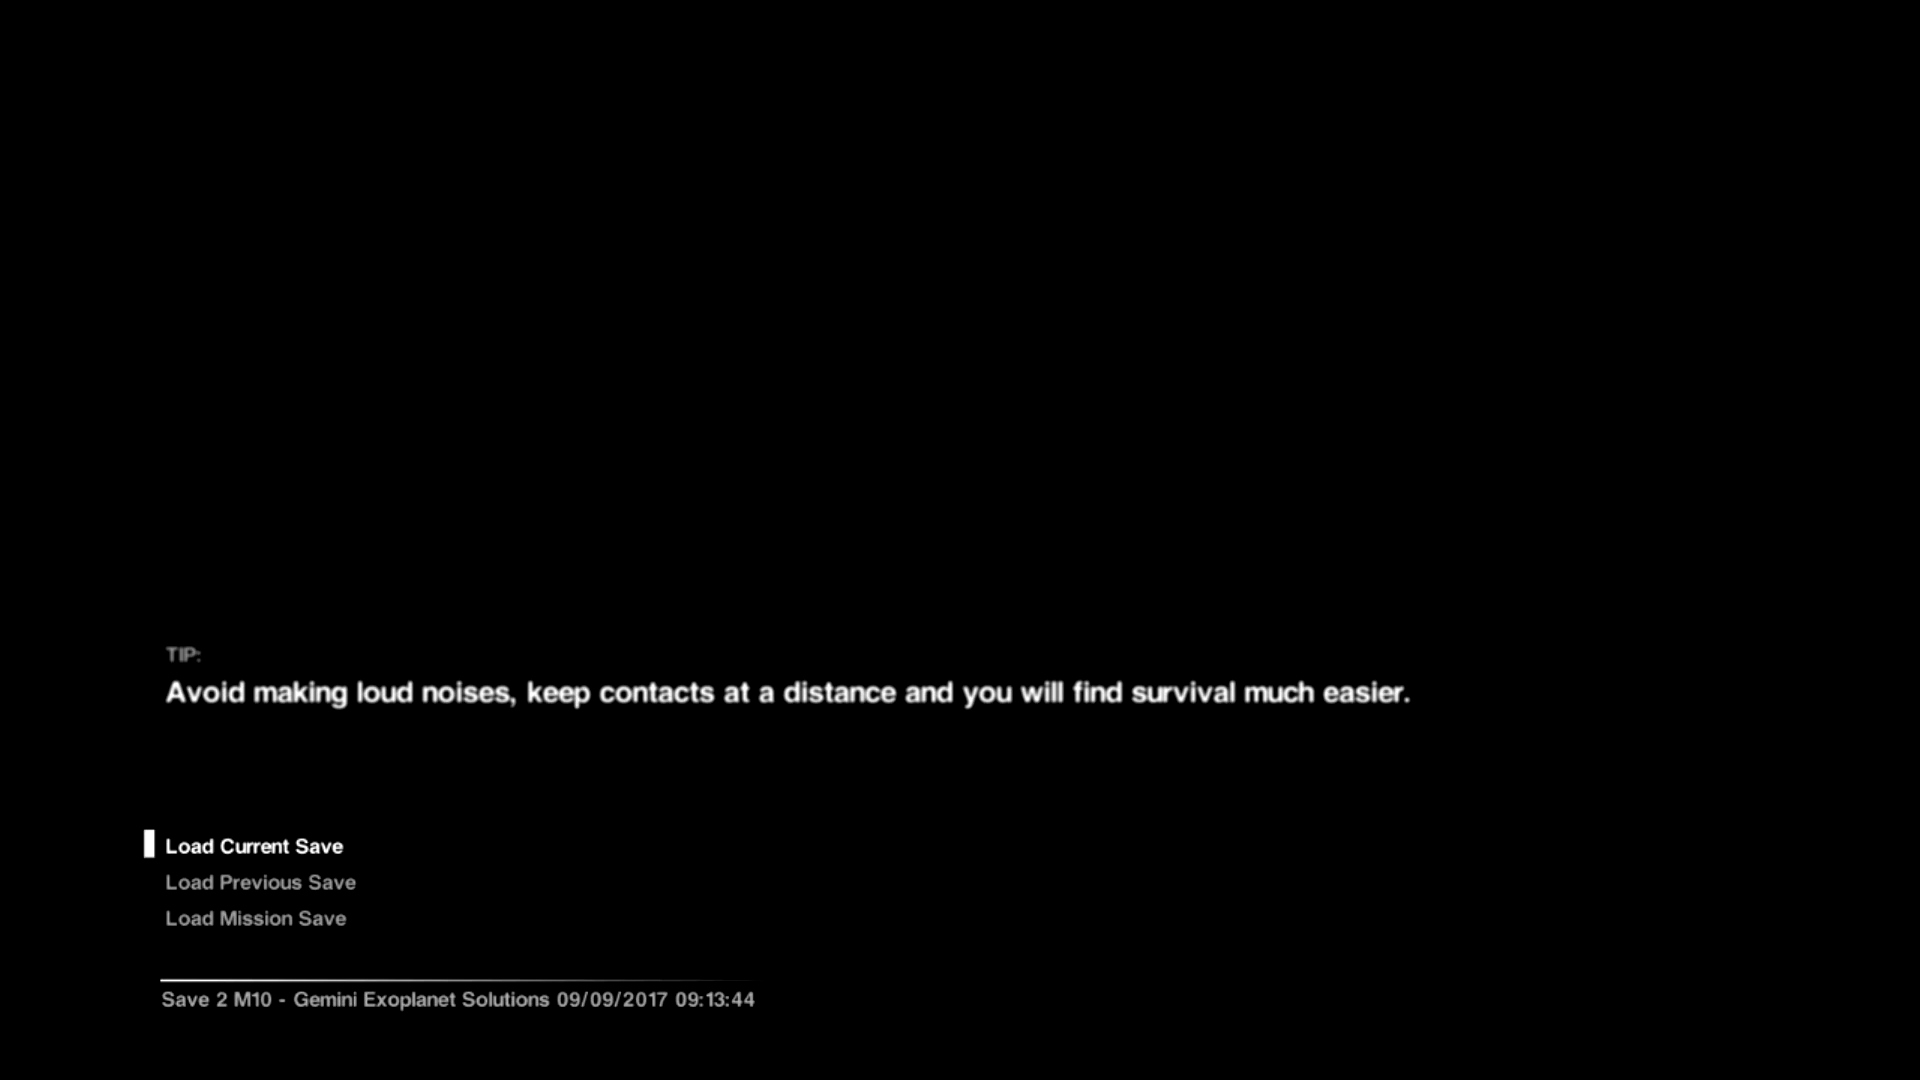 TIP:
Avoid making loud noises, keep contacts at a distance and you will find survival much easier.
Load Current Save
Load Previous Save
Load Mission Save
Save 2 M10 - Gemini Exoplanet Solutions 09/09/2017 09:13:44